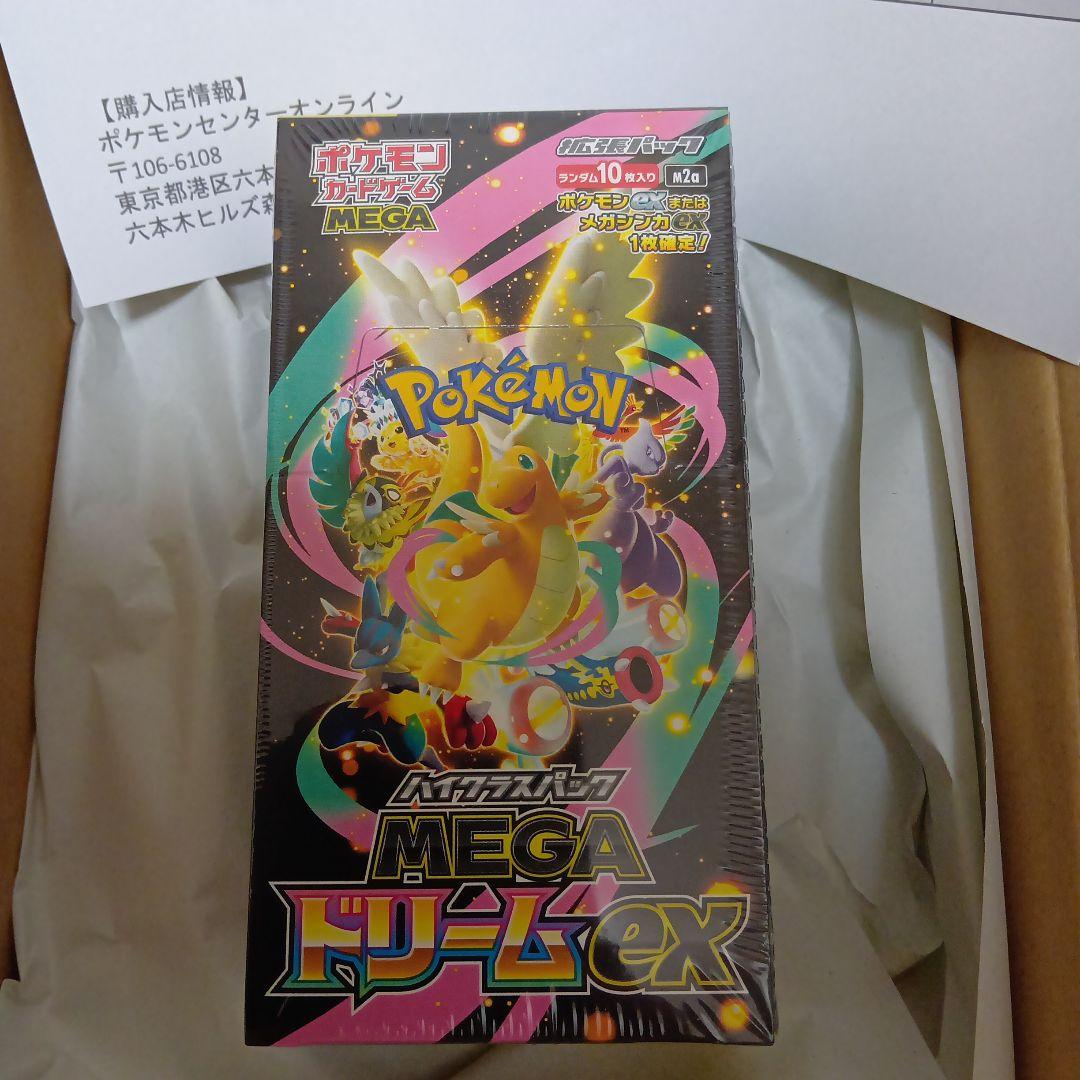 【購入店情報】
ポケモンセンターオンライン
〒106-6108
東京都港区六本
六本木ヒルズ森
ポケモン
カードゲーム
MEGA
拡張パック
ランダム10枚入り M2a
ポケモンexまたは
メガシンカex
1枚確定!
POKéMON
TM
ハイクラスパック
MEGA
ドリームex